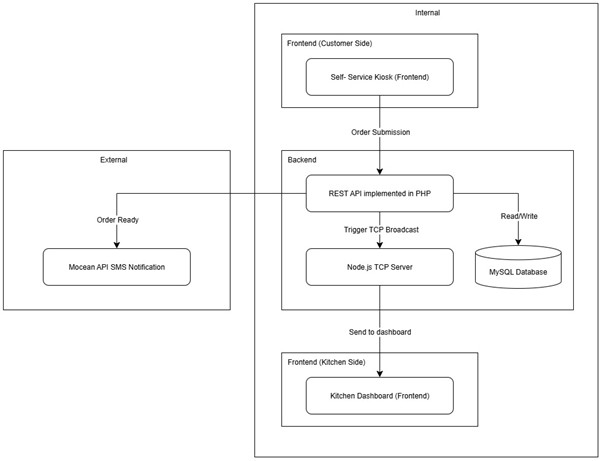 Internal
Frontend (Customer Side)
Self- Service Kiosk (Frontend)
Order Submission
External
Backend
REST API implemented in PHP
Order Ready
Trigger TCP Broadcast
Read/Write
Mocean API SMS Notification
Node.js TCP Server
MySQL Database
Send to dashboard
Frontend (Kitchen Side)
Kitchen Dashboard (Frontend)